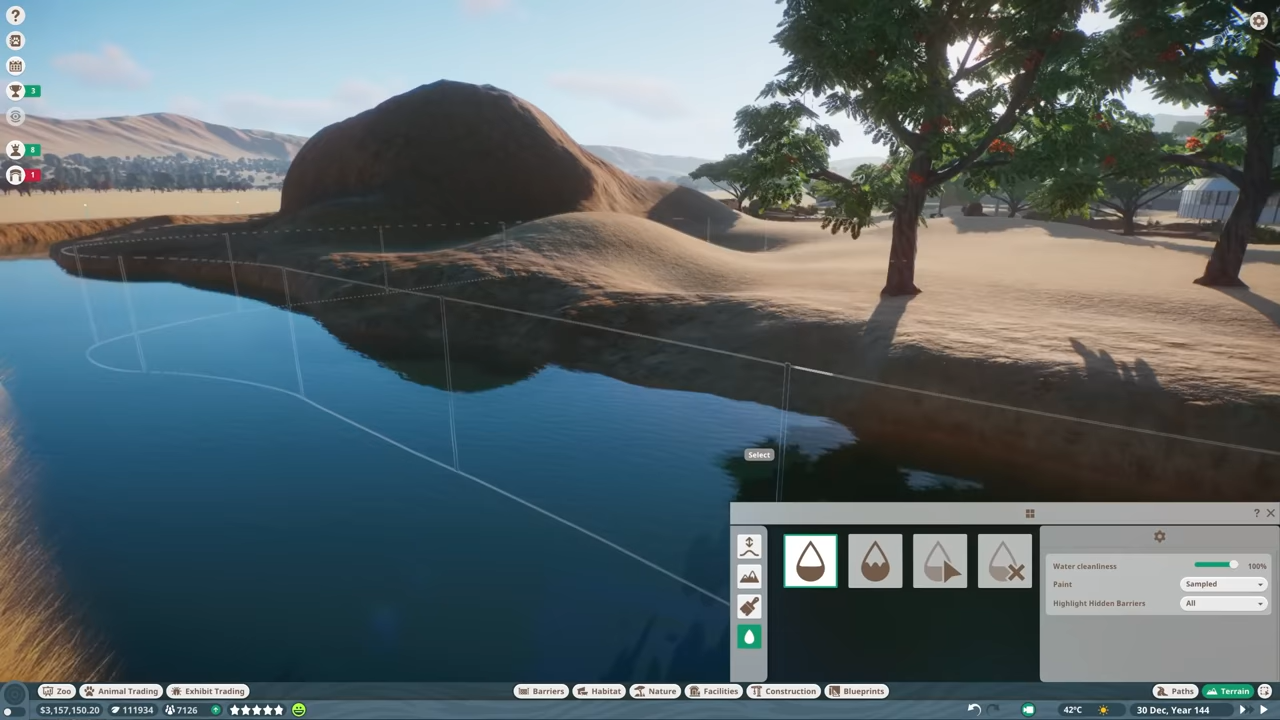 ?
3
8
1
Select
? ×
Water cleanliness 100%
Paint Sampled
Highlight Hidden Barriers All
Zoo Animal Trading Exhibit Trading Barriers Habitat Nature Facilities Construction Blueprints Paths Terrain
$3,157,150.20 111934 7126 42°C 30 Dec, Year 144